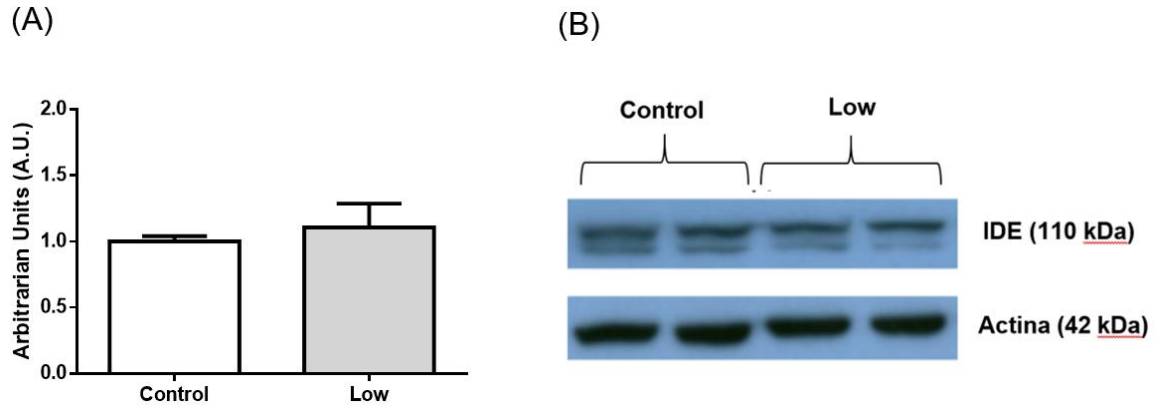 (A)
(B)
Arbitrarian Units (A.U.)
2.0
1.5
1.0
0.5
0.0
Control
Low
Control
Low
IDE (110 kDa)
Actina (42 kDa)